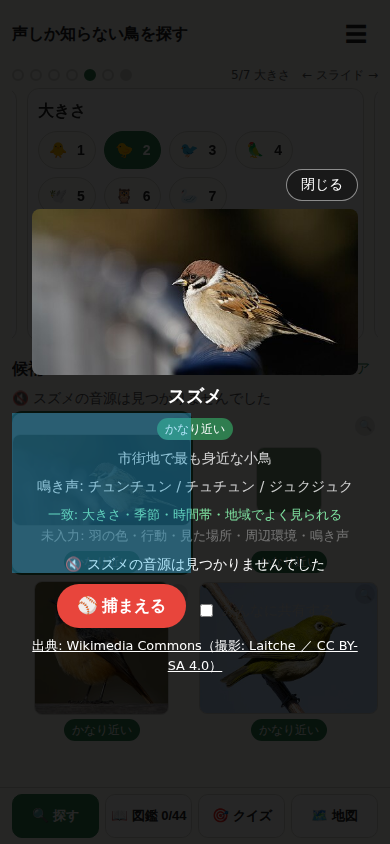 声しか知らない鳥を探す
☰
5/7 大きさ ← スライド →
大きさ
🐥 1 🐤 2 🐦 3 🦜 4
🕊️ 5 🦉 6 🦢 7
閉じる
スズメの音源は見つか
んでした
スズメ
かなり近い
市街地で最も身近な小鳥
鳴き声: チュンチュン / チュチュン / ジュクジュク
一致: 大きさ・季節・時間帯・地域でよく見られる
未入力: 羽の色・行動・見た場所・周辺環境・鳴き声
🔇 スズメの音源は見つかりませんでした
⚾ 捕まえる
出典: Wikimedia Commons（撮影: Laitche ／ CC BY-
SA 4.0）
かなり近い かなり近い
🔍 探す 📖 図鑑 0/44 🎯 クイズ 🗺️ 地図